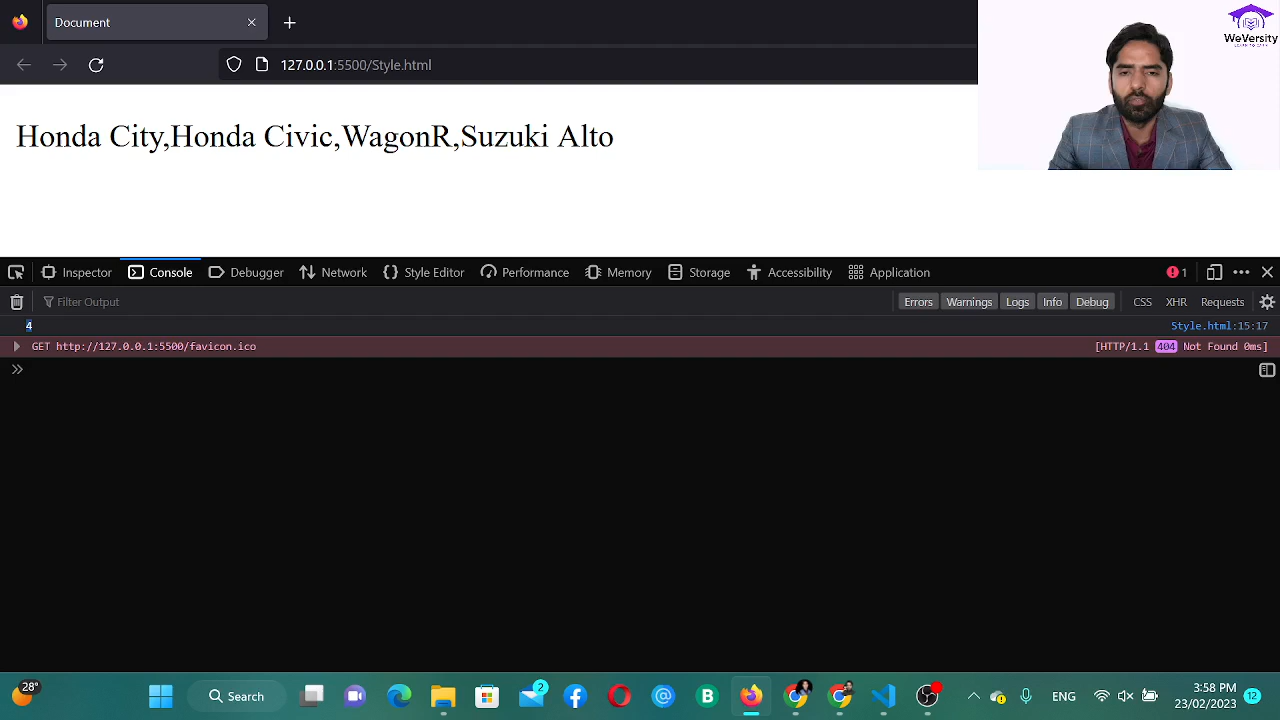 Document
WeVersity
127.0.0.1:5500/Style.html
Honda City,Honda Civic,WagonR,Suzuki Alto
Inspector Console Debugger Network Style Editor Performance Memory Storage Accessibility Application 1
Filter Output Errors Warnings Logs Info Debug CSS XHR Requests
4 Style.html:15:17
GET http://127.0.0.1:5500/favicon.ico [HTTP/1.1 404 Not Found 0ms]
28° Search 2 B ENG 3:58 PM 12
23/02/2023